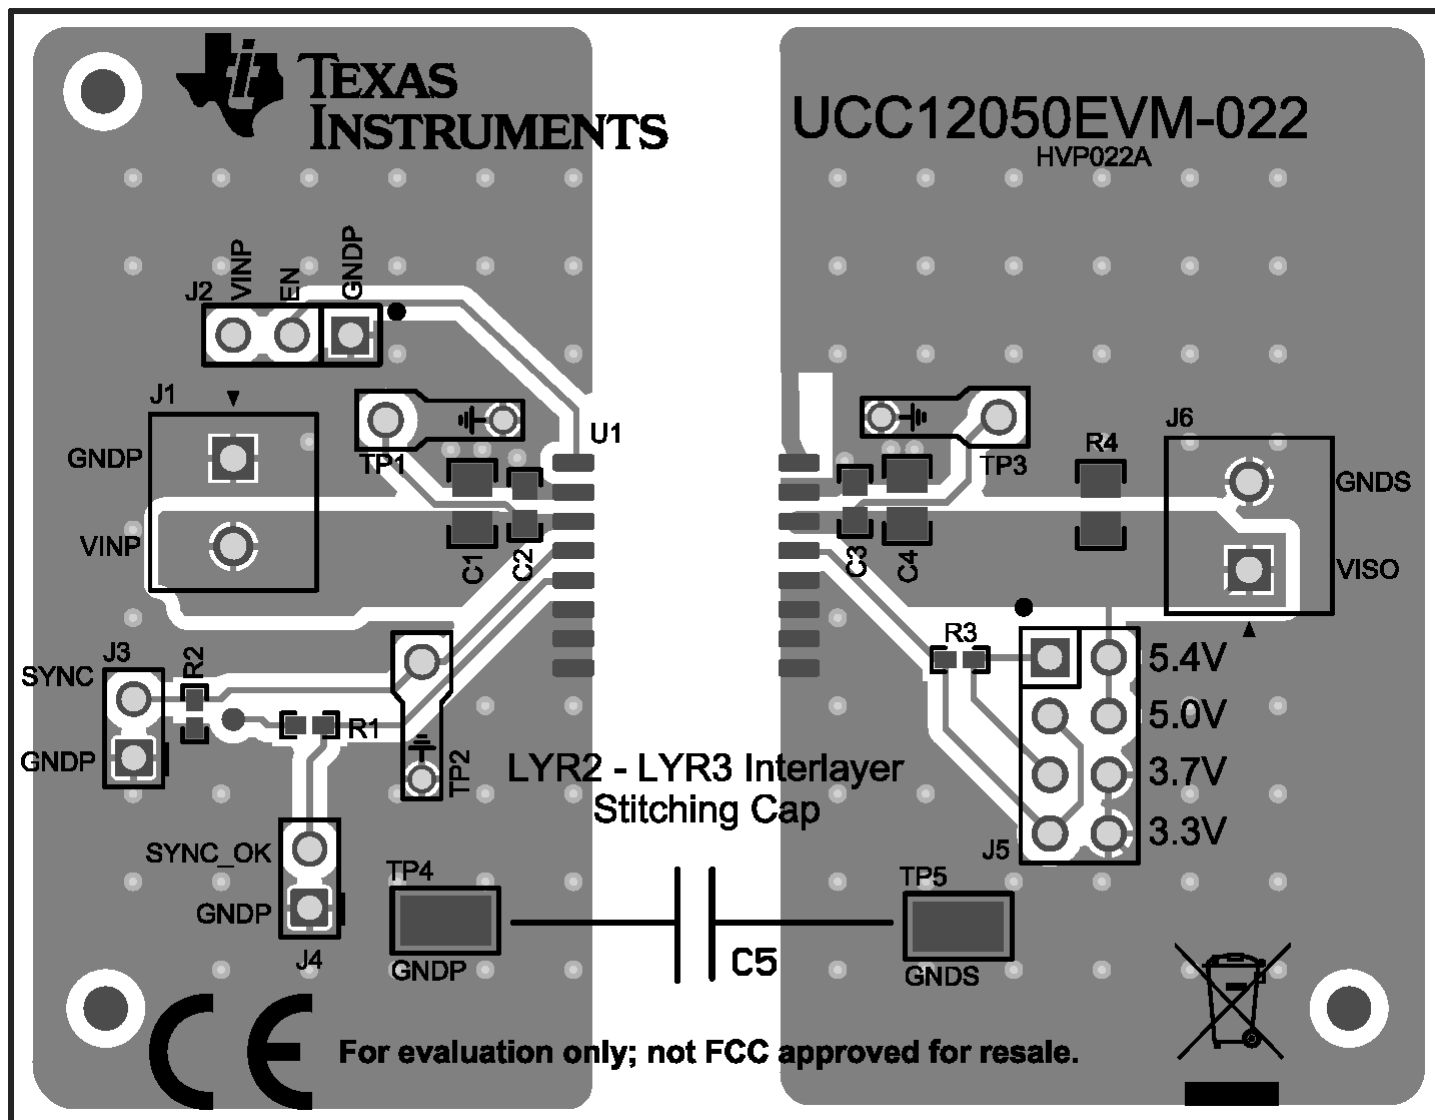 TEXAS
INSTRUMENTS
UCC12050EVM-022
HVP022A
J2
VINP
EN
GNDP
J1
GNDP
VINP
TP1
U1
C1
C2
TP3
R4
J6
GNDS
VISO
C3
C4
J3
SYNC
R2
GNDP
R1
TP2
R3
5.4V
5.0V
3.7V
3.3V
J5
LYR2 - LYR3 Interlayer
Stitching Cap
SYNC_OK
GNDP
J4
TP4
GNDP
C5
TP5
GNDS
CE
For evaluation only; not FCC approved for resale.